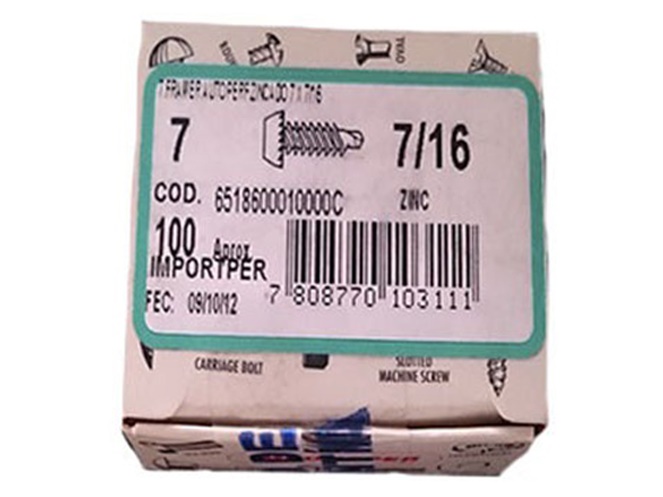 T.FRAMER AUTOPERF ZINCADO 7 X 7/16
7
7/16
COD. 6518600010000C ZINC
100 Aprox
IMPORTPER
FEC: 09/10/12
7 808770 103111
CARRIAGE BOLT
SLOTTED
MACHINE SCREW